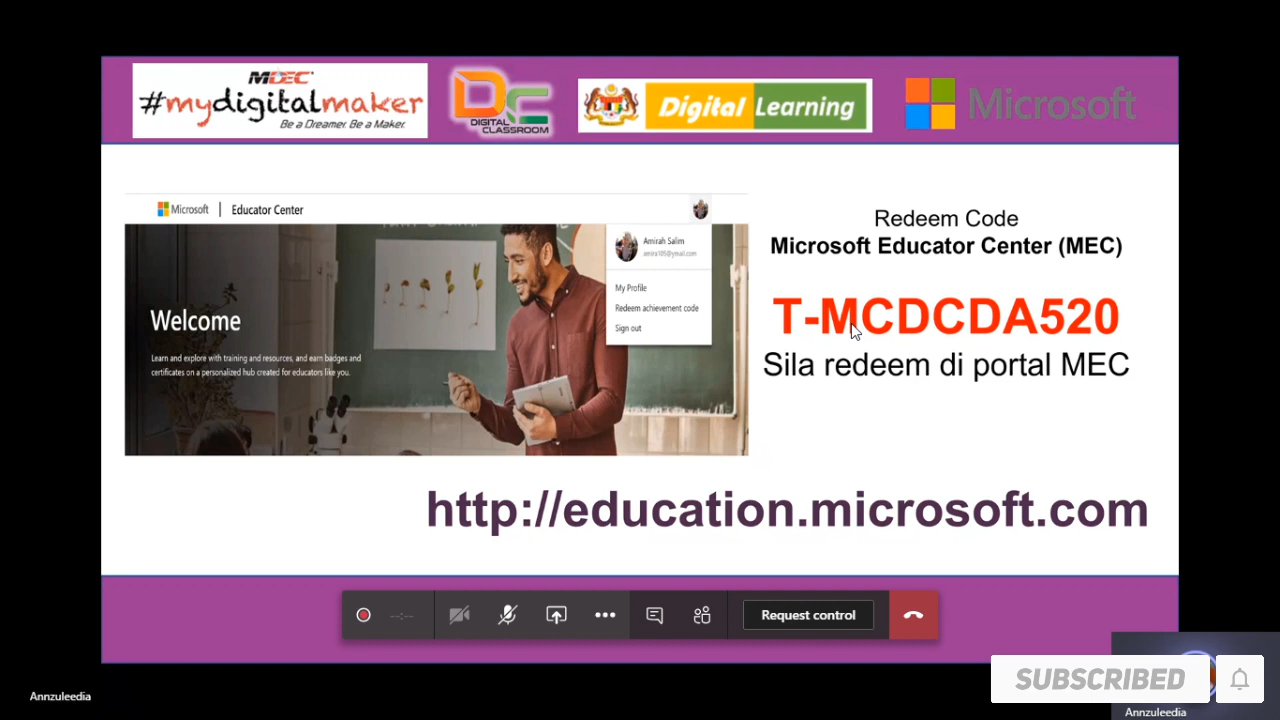 MDEC
#mydigitalmaker
Be a Dreamer. Be a Maker.
DC
DIGITAL
CLASSROOM
Digital Learning
Microsoft
Microsoft | Educator Center
Amirah Salim
My Profile
Redeem achievement code
Sign out
Welcome
Learn and explore with training and resources, and earn badges and
certificates on a personalized hub created for educators like you.
Redeem Code
Microsoft Educator Center (MEC)
T-MCDCDA520
Sila redeem di portal MEC
http://education.microsoft.com
--:--
Request control
SUBSCRIBED
Annzuleedia
Annzuleedia